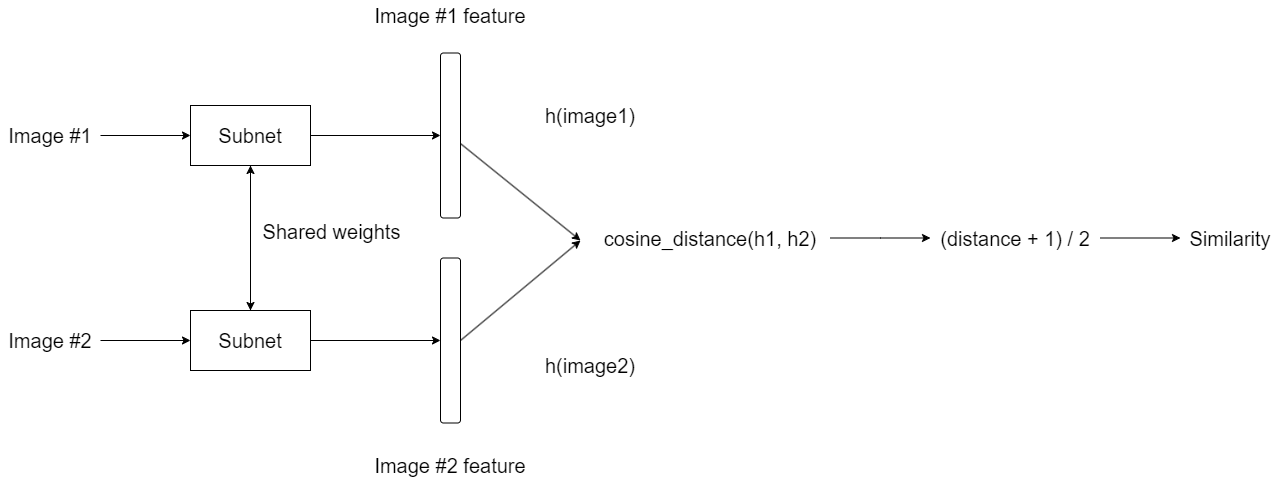 Image #1 feature
h(image1)
Image #1
Subnet
Shared weights
cosine_distance(h1, h2)
(distance + 1) / 2
Similarity
Image #2
Subnet
h(image2)
Image #2 feature